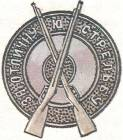 ЗА ОТЛИЧНУЮ СТРЕЛЬБУ